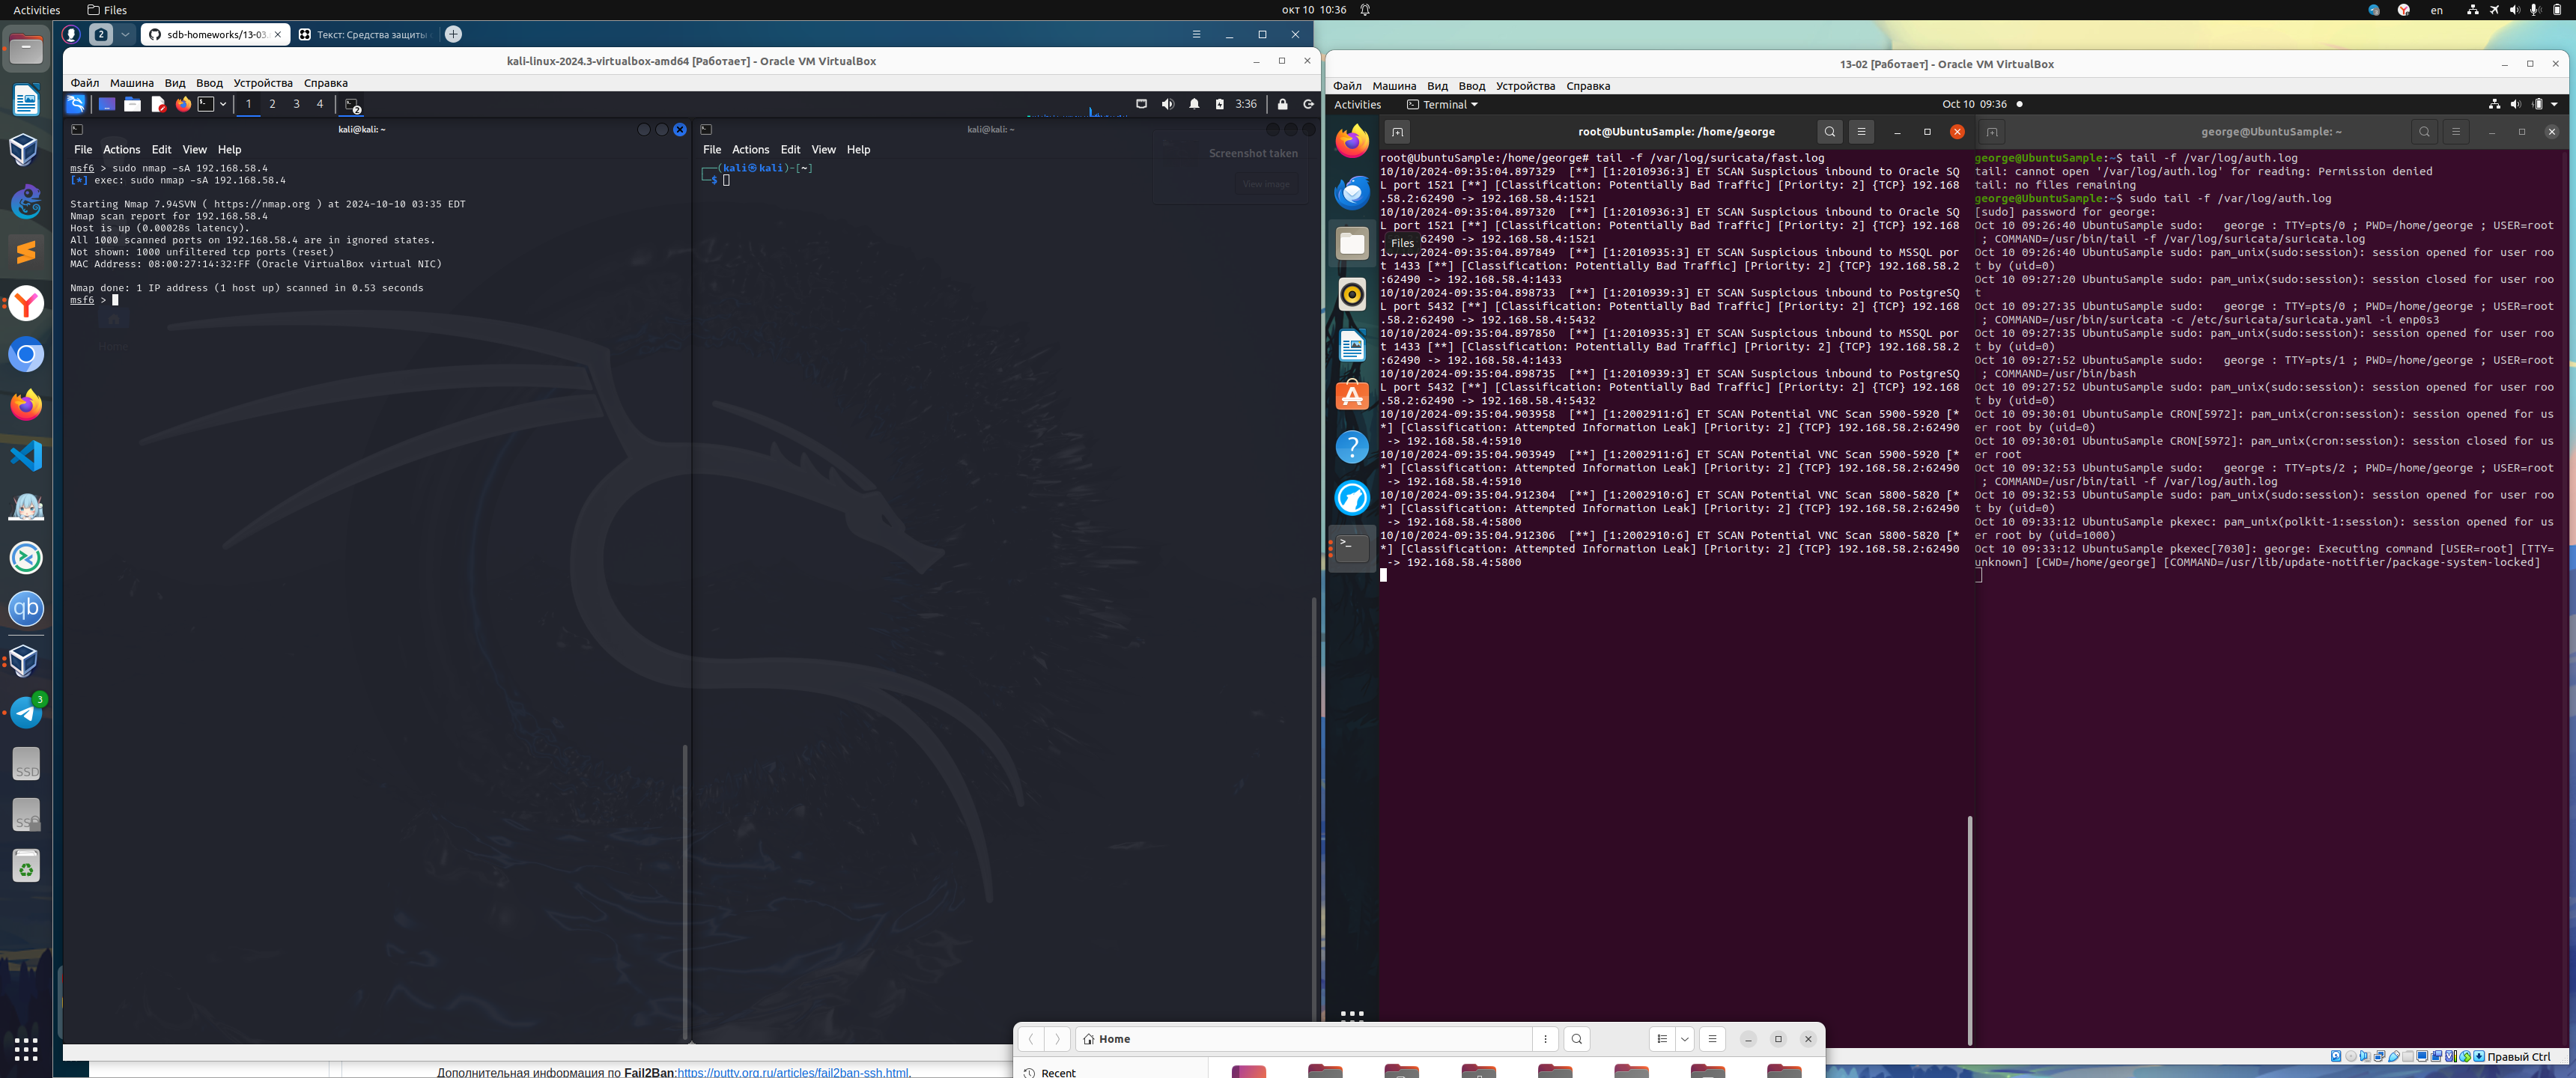 Activities
Files
окт 10 10:36
en
2
sdb-homeworks/13-03.
Текст: Средства защиты
kali-linux-2024.3-virtualbox-amd64 [Работает] - Oracle VM VirtualBox
Файл Машина Вид Ввод Устройства Справка
1 2 3 4
2
3:36
kali@kali: ~
File Actions Edit View Help
msf6 > sudo nmap -sA 192.168.58.4
[*] exec: sudo nmap -sA 192.168.58.4
Starting Nmap 7.94SVN ( https://nmap.org ) at 2024-10-10 03:35 EDT
Nmap scan report for 192.168.58.4
Host is up (0.00028s latency).
All 1000 scanned ports on 192.168.58.4 are in ignored states.
Not shown: 1000 unfiltered tcp ports (reset)
MAC Address: 08:00:27:14:32:FF (Oracle VirtualBox virtual NIC)
Nmap done: 1 IP address (1 host up) scanned in 0.53 seconds
msf6 >
Home
kali@kali: ~
File Actions Edit View Help
(kali㉿kali)-[~]
$
Screenshot taken
View image
13-02 [Работает] - Oracle VM VirtualBox
Файл Машина Вид Ввод Устройства Справка
Activities
Terminal
Oct 10 09:36
root@UbuntuSample: /home/george
root@UbuntuSample:/home/george# tail -f /var/log/suricata/fast.log
10/10/2024-09:35:04.897329 [**] [1:2010936:3] ET SCAN Suspicious inbound to Oracle SQ
L port 1521 [**] [Classification: Potentially Bad Traffic] [Priority: 2] {TCP} 192.168
.58.2:62490 -> 192.168.58.4:1521
10/10/2024-09:35:04.897320 [**] [1:2010936:3] ET SCAN Suspicious inbound to Oracle SQ
L port 1521 [**] [Classification: Potentially Bad Traffic] [Priority: 2] {TCP} 192.168
. 62490 -> 192.168.58.4:1521
Files
10/10/2024-09:35:04.897849 [**] [1:2010935:3] ET SCAN Suspicious inbound to MSSQL por
t 1433 [**] [Classification: Potentially Bad Traffic] [Priority: 2] {TCP} 192.168.58.2
:62490 -> 192.168.58.4:1433
10/10/2024-09:35:04.898733 [**] [1:2010939:3] ET SCAN Suspicious inbound to PostgreSQ
L port 5432 [**] [Classification: Potentially Bad Traffic] [Priority: 2] {TCP} 192.168
.58.2:62490 -> 192.168.58.4:5432
10/10/2024-09:35:04.897850 [**] [1:2010935:3] ET SCAN Suspicious inbound to MSSQL por
t 1433 [**] [Classification: Potentially Bad Traffic] [Priority: 2] {TCP} 192.168.58.2
:62490 -> 192.168.58.4:1433
10/10/2024-09:35:04.898735 [**] [1:2010939:3] ET SCAN Suspicious inbound to PostgreSQ
L port 5432 [**] [Classification: Potentially Bad Traffic] [Priority: 2] {TCP} 192.168
.58.2:62490 -> 192.168.58.4:5432
10/10/2024-09:35:04.903958 [**] [1:2002911:6] ET SCAN Potential VNC Scan 5900-5920 [*
*] [Classification: Attempted Information Leak] [Priority: 2] {TCP} 192.168.58.2:62490
-> 192.168.58.4:5910
10/10/2024-09:35:04.903949 [**] [1:2002911:6] ET SCAN Potential VNC Scan 5900-5920 [*
*] [Classification: Attempted Information Leak] [Priority: 2] {TCP} 192.168.58.2:62490
-> 192.168.58.4:5910
10/10/2024-09:35:04.912304 [**] [1:2002910:6] ET SCAN Potential VNC Scan 5800-5820 [*
*] [Classification: Attempted Information Leak] [Priority: 2] {TCP} 192.168.58.2:62490
-> 192.168.58.4:5800
10/10/2024-09:35:04.912306 [**] [1:2002910:6] ET SCAN Potential VNC Scan 5800-5820 [*
*] [Classification: Attempted Information Leak] [Priority: 2] {TCP} 192.168.58.2:62490
-> 192.168.58.4:5800
george@UbuntuSample: ~
george@UbuntuSample:~$ tail -f /var/log/auth.log
tail: cannot open '/var/log/auth.log' for reading: Permission denied
tail: no files remaining
george@UbuntuSample:~$ sudo tail -f /var/log/auth.log
[sudo] password for george:
Oct 10 09:26:40 UbuntuSample sudo: george : TTY=pts/0 ; PWD=/home/george ; USER=root
; COMMAND=/usr/bin/tail -f /var/log/suricata/suricata.log
Oct 10 09:26:40 UbuntuSample sudo: pam_unix(sudo:session): session opened for user roo
t by (uid=0)
Oct 10 09:27:20 UbuntuSample sudo: pam_unix(sudo:session): session closed for user roo
t
Oct 10 09:27:35 UbuntuSample sudo: george : TTY=pts/0 ; PWD=/home/george ; USER=root
; COMMAND=/usr/bin/suricata -c /etc/suricata/suricata.yaml -i enp0s3
Oct 10 09:27:35 UbuntuSample sudo: pam_unix(sudo:session): session opened for user roo
t by (uid=0)
Oct 10 09:27:52 UbuntuSample sudo: george : TTY=pts/1 ; PWD=/home/george ; USER=root
; COMMAND=/usr/bin/bash
Oct 10 09:27:52 UbuntuSample sudo: pam_unix(sudo:session): session opened for user roo
t by (uid=0)
Oct 10 09:30:01 UbuntuSample CRON[5972]: pam_unix(cron:session): session opened for us
er root by (uid=0)
Oct 10 09:30:01 UbuntuSample CRON[5972]: pam_unix(cron:session): session closed for us
er root
Oct 10 09:32:53 UbuntuSample sudo: george : TTY=pts/2 ; PWD=/home/george ; USER=root
; COMMAND=/usr/bin/tail -f /var/log/auth.log
Oct 10 09:32:53 UbuntuSample sudo: pam_unix(sudo:session): session opened for user roo
t by (uid=0)
Oct 10 09:33:12 UbuntuSample pkexec: pam_unix(polkit-1:session): session opened for us
er root by (uid=1000)
Oct 10 09:33:12 UbuntuSample pkexec[7030]: george: Executing command [USER=root] [TTY=
unknown] [CWD=/home/george] [COMMAND=/usr/lib/update-notifier/package-system-locked]
qb
3
SSD
Home
Recent
Дополнительная информация по Fail2Ban:https://putty.org.ru/articles/fail2ban-ssh.html.
Правый Ctrl